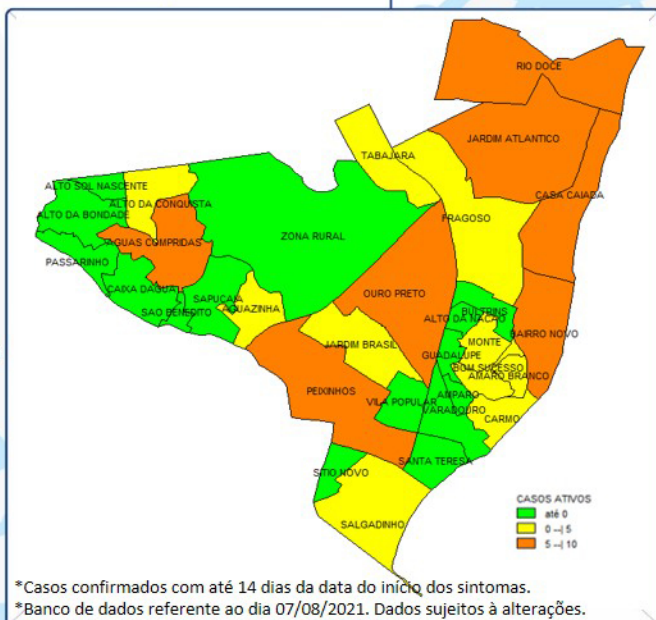 RIO DOCE
JARDIM ATLANTICO
TABAJARA
CASA CAIADA
ALTO SOL NASCENTE
ALTO DA CONQUISTA
ALTO DA BONDADE
FRAGOSO
ZONA RURAL
AGUAS COMPRIDAS
PASSARINHO
CAIXA DAGUA
OURO PRETO
SAPUCAIA
AGUAZINHA
SAO BENEDITO
BULTRINS
ALTO DA NACAO
BAIRRO NOVO
MONTE
JARDIM BRASIL
GUADALUPE
BOM SUCESSO
AMARO BRANCO
PEIXINHOS
AMPARO
VILA POPULAR
VARADOURO
CARMO
SANTA TERESA
SITIO NOVO
SALGADINHO
CASOS ATIVOS
até 0
0 --| 5
5 --| 10
*Casos confirmados com até 14 dias da data do início dos sintomas.
*Banco de dados referente ao dia 07/08/2021. Dados sujeitos à alterações.